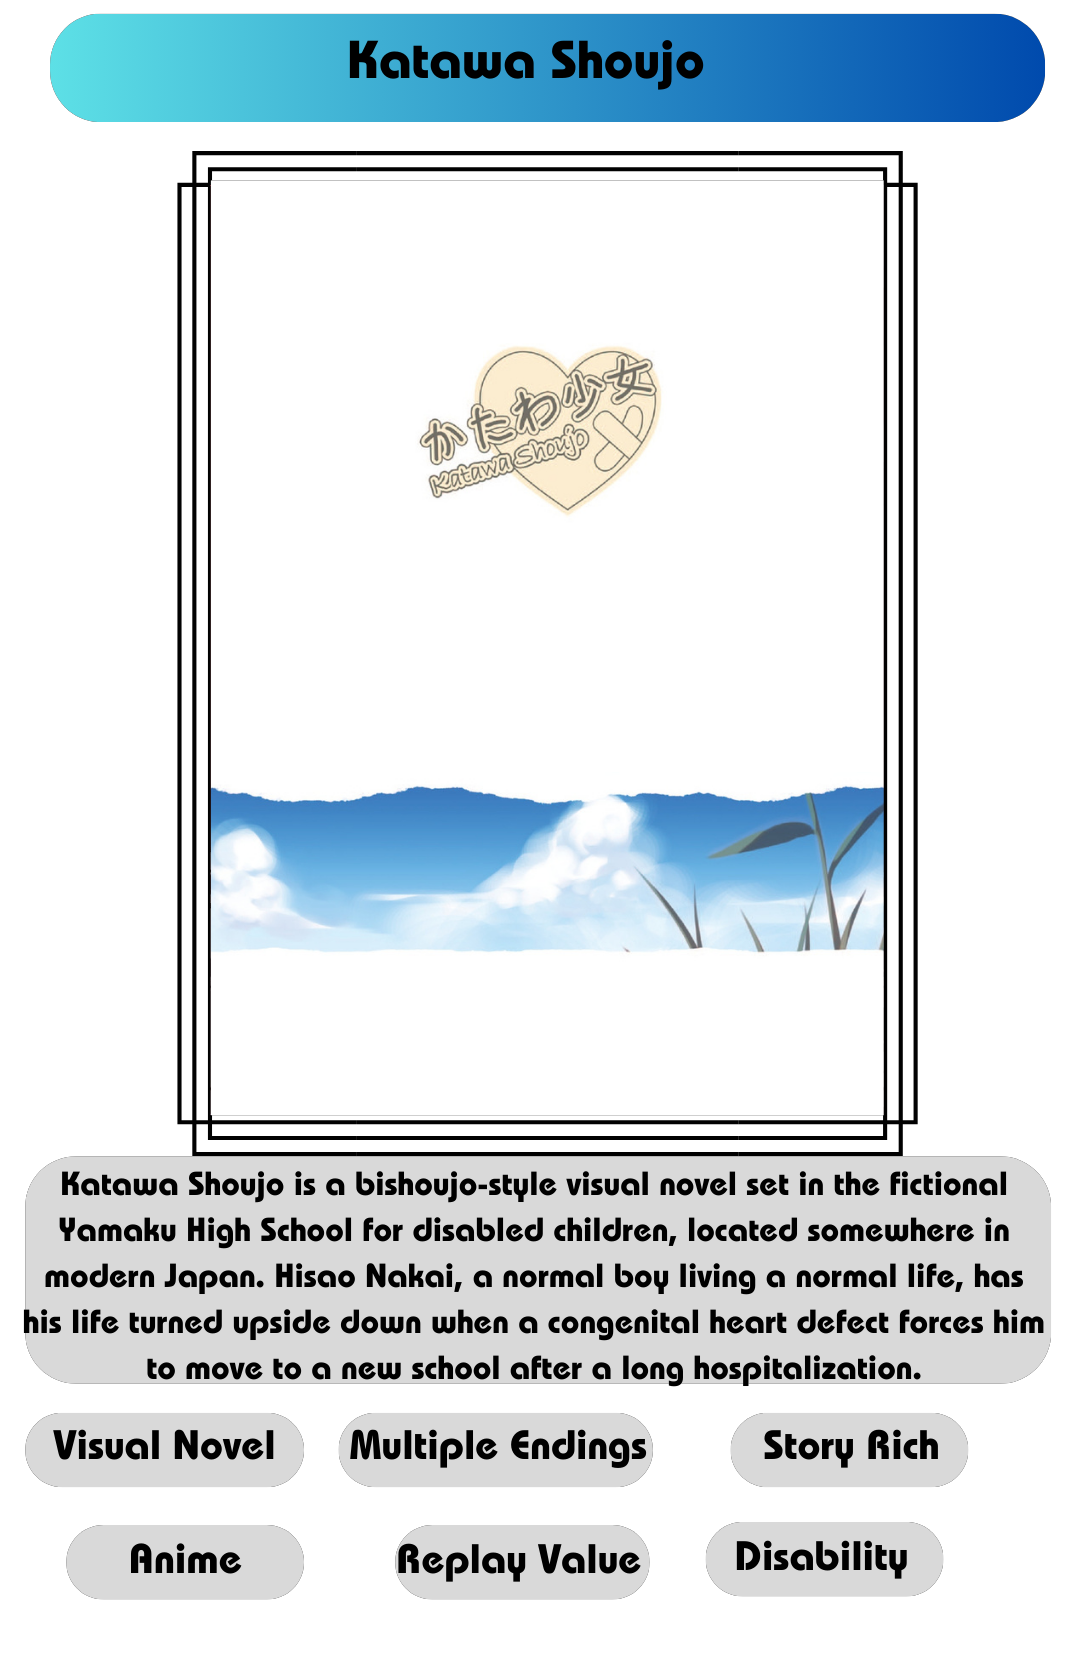 Katawa Shoujo
かたわ少女
Katawa Shoujo
Katawa Shoujo is a bishoujo-style visual novel set in the fictional
Yamaku High School for disabled children, located somewhere in
modern Japan. Hisao Nakai, a normal boy living a normal life, has
his life turned upside down when a congenital heart defect forces him
to move to a new school after a long hospitalization.
Visual Novel
Multiple Endings
Story Rich
Anime
Replay Value
Disability